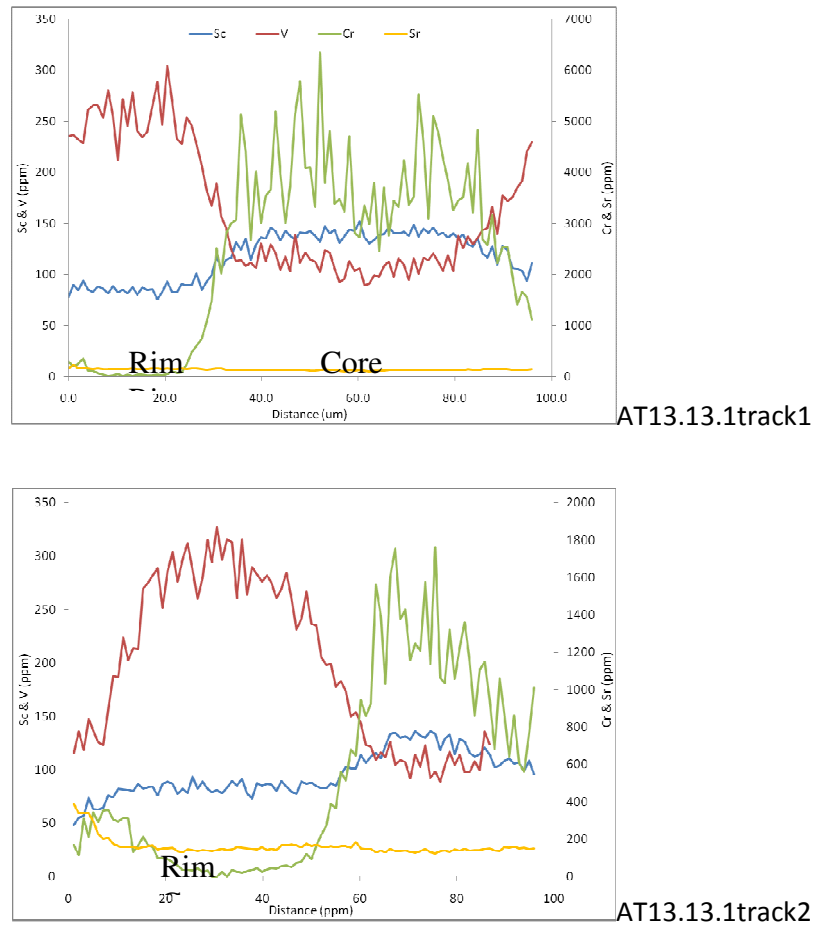 350 7000
Sc V Cr Sr
300 6000
250 5000
200 4000
150 3000
100 2000
50 1000
0 0
Sc & V (ppm)
Cr & Sr (ppm)
Rim Core
0.0 20.0 40.0 60.0 80.0 100.0
Distance (um)
AT13.13.1track1
350 2000
300 1800
1600
250 1400
200 1200
150 1000
800
100 600
50 400
200
0 0
Sc & V (ppm)
Cr & Sr (ppm)
Rim
0 20 40 60 80 100
Distance (ppm)
AT13.13.1track2